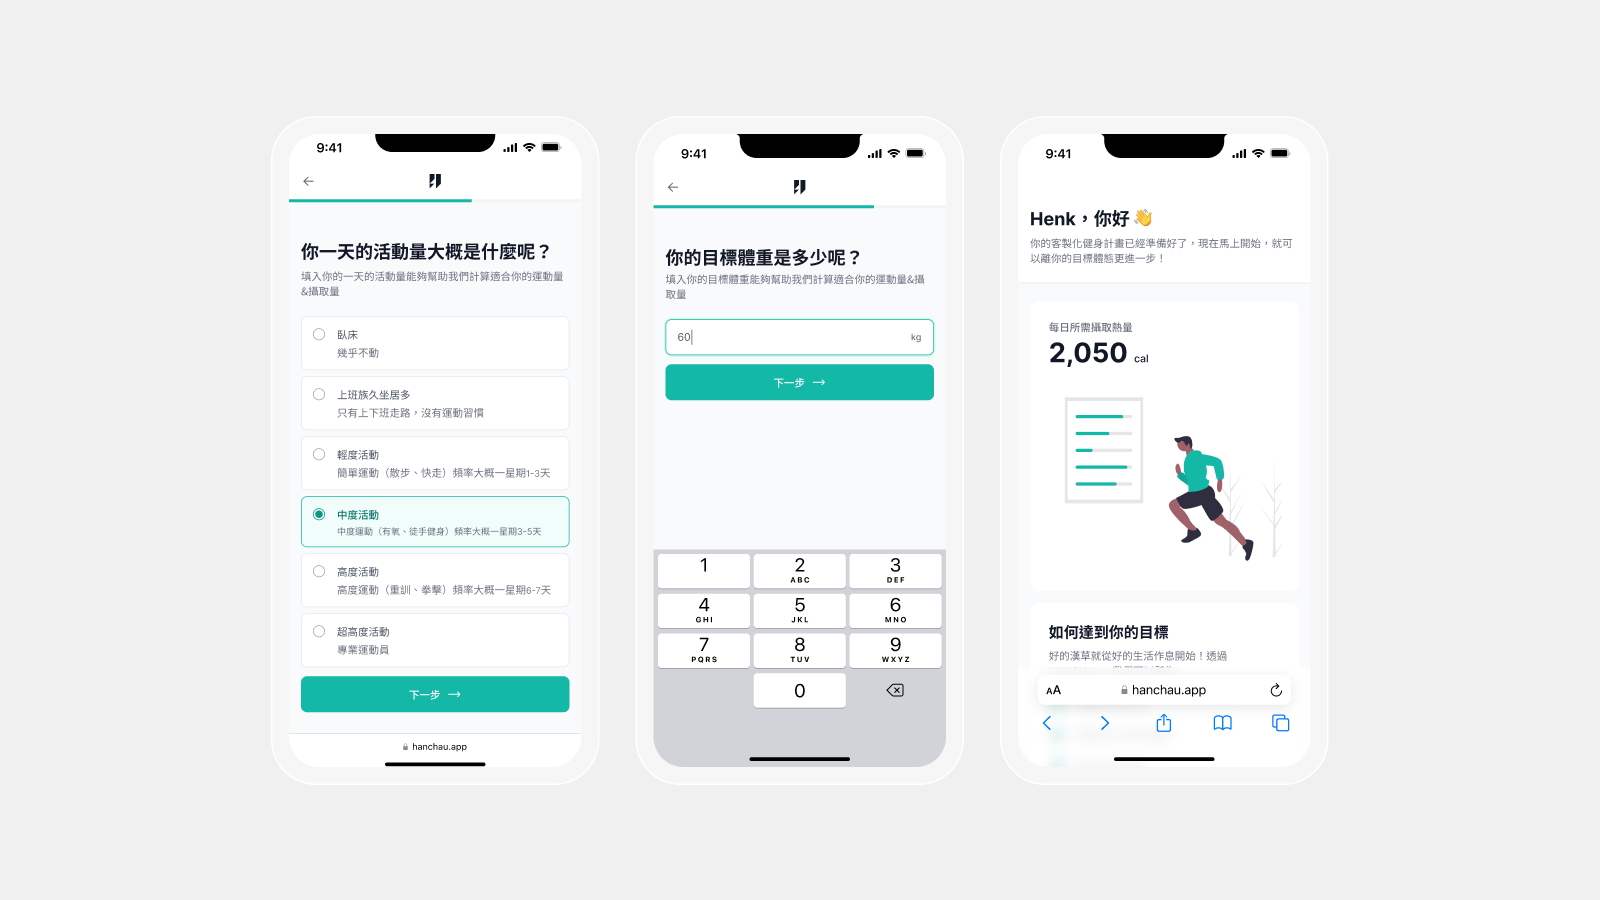 9:41
你一天的活動量大概是什麼呢？
填入你的一天的活動量能夠幫助我們計算適合你的運動量
&攝取量
臥床
幾乎不動
上班族久坐居多
只有上下班走路，沒有運動習慣
輕度活動
簡單運動（散步、快走）頻率大概一星期1-3天
中度活動
中度運動（有氧、徒手健身）頻率大概一星期3-5天
高度活動
高度運動（重訓、拳擊）頻率大概一星期6-7天
超高度活動
專業運動員
下一步
hanchau.app
9:41
你的目標體重是多少呢？
填入你的目標體重能夠幫助我們計算適合你的運動量&攝
取量
60
kg
下一步
1
2
ABC
3
DEF
4
GHI
5
JKL
6
MNO
7
PQRS
8
TUV
9
WXYZ
0
9:41
Henk，你好 👋
你的客製化健身計畫已經準備好了，現在馬上開始，就可
以離你的目標體態更進一步！
每日所需攝取熱量
2,050 cal
如何達到你的目標
好的漢草就從好的生活作息開始！透過
AA
hanchau.app